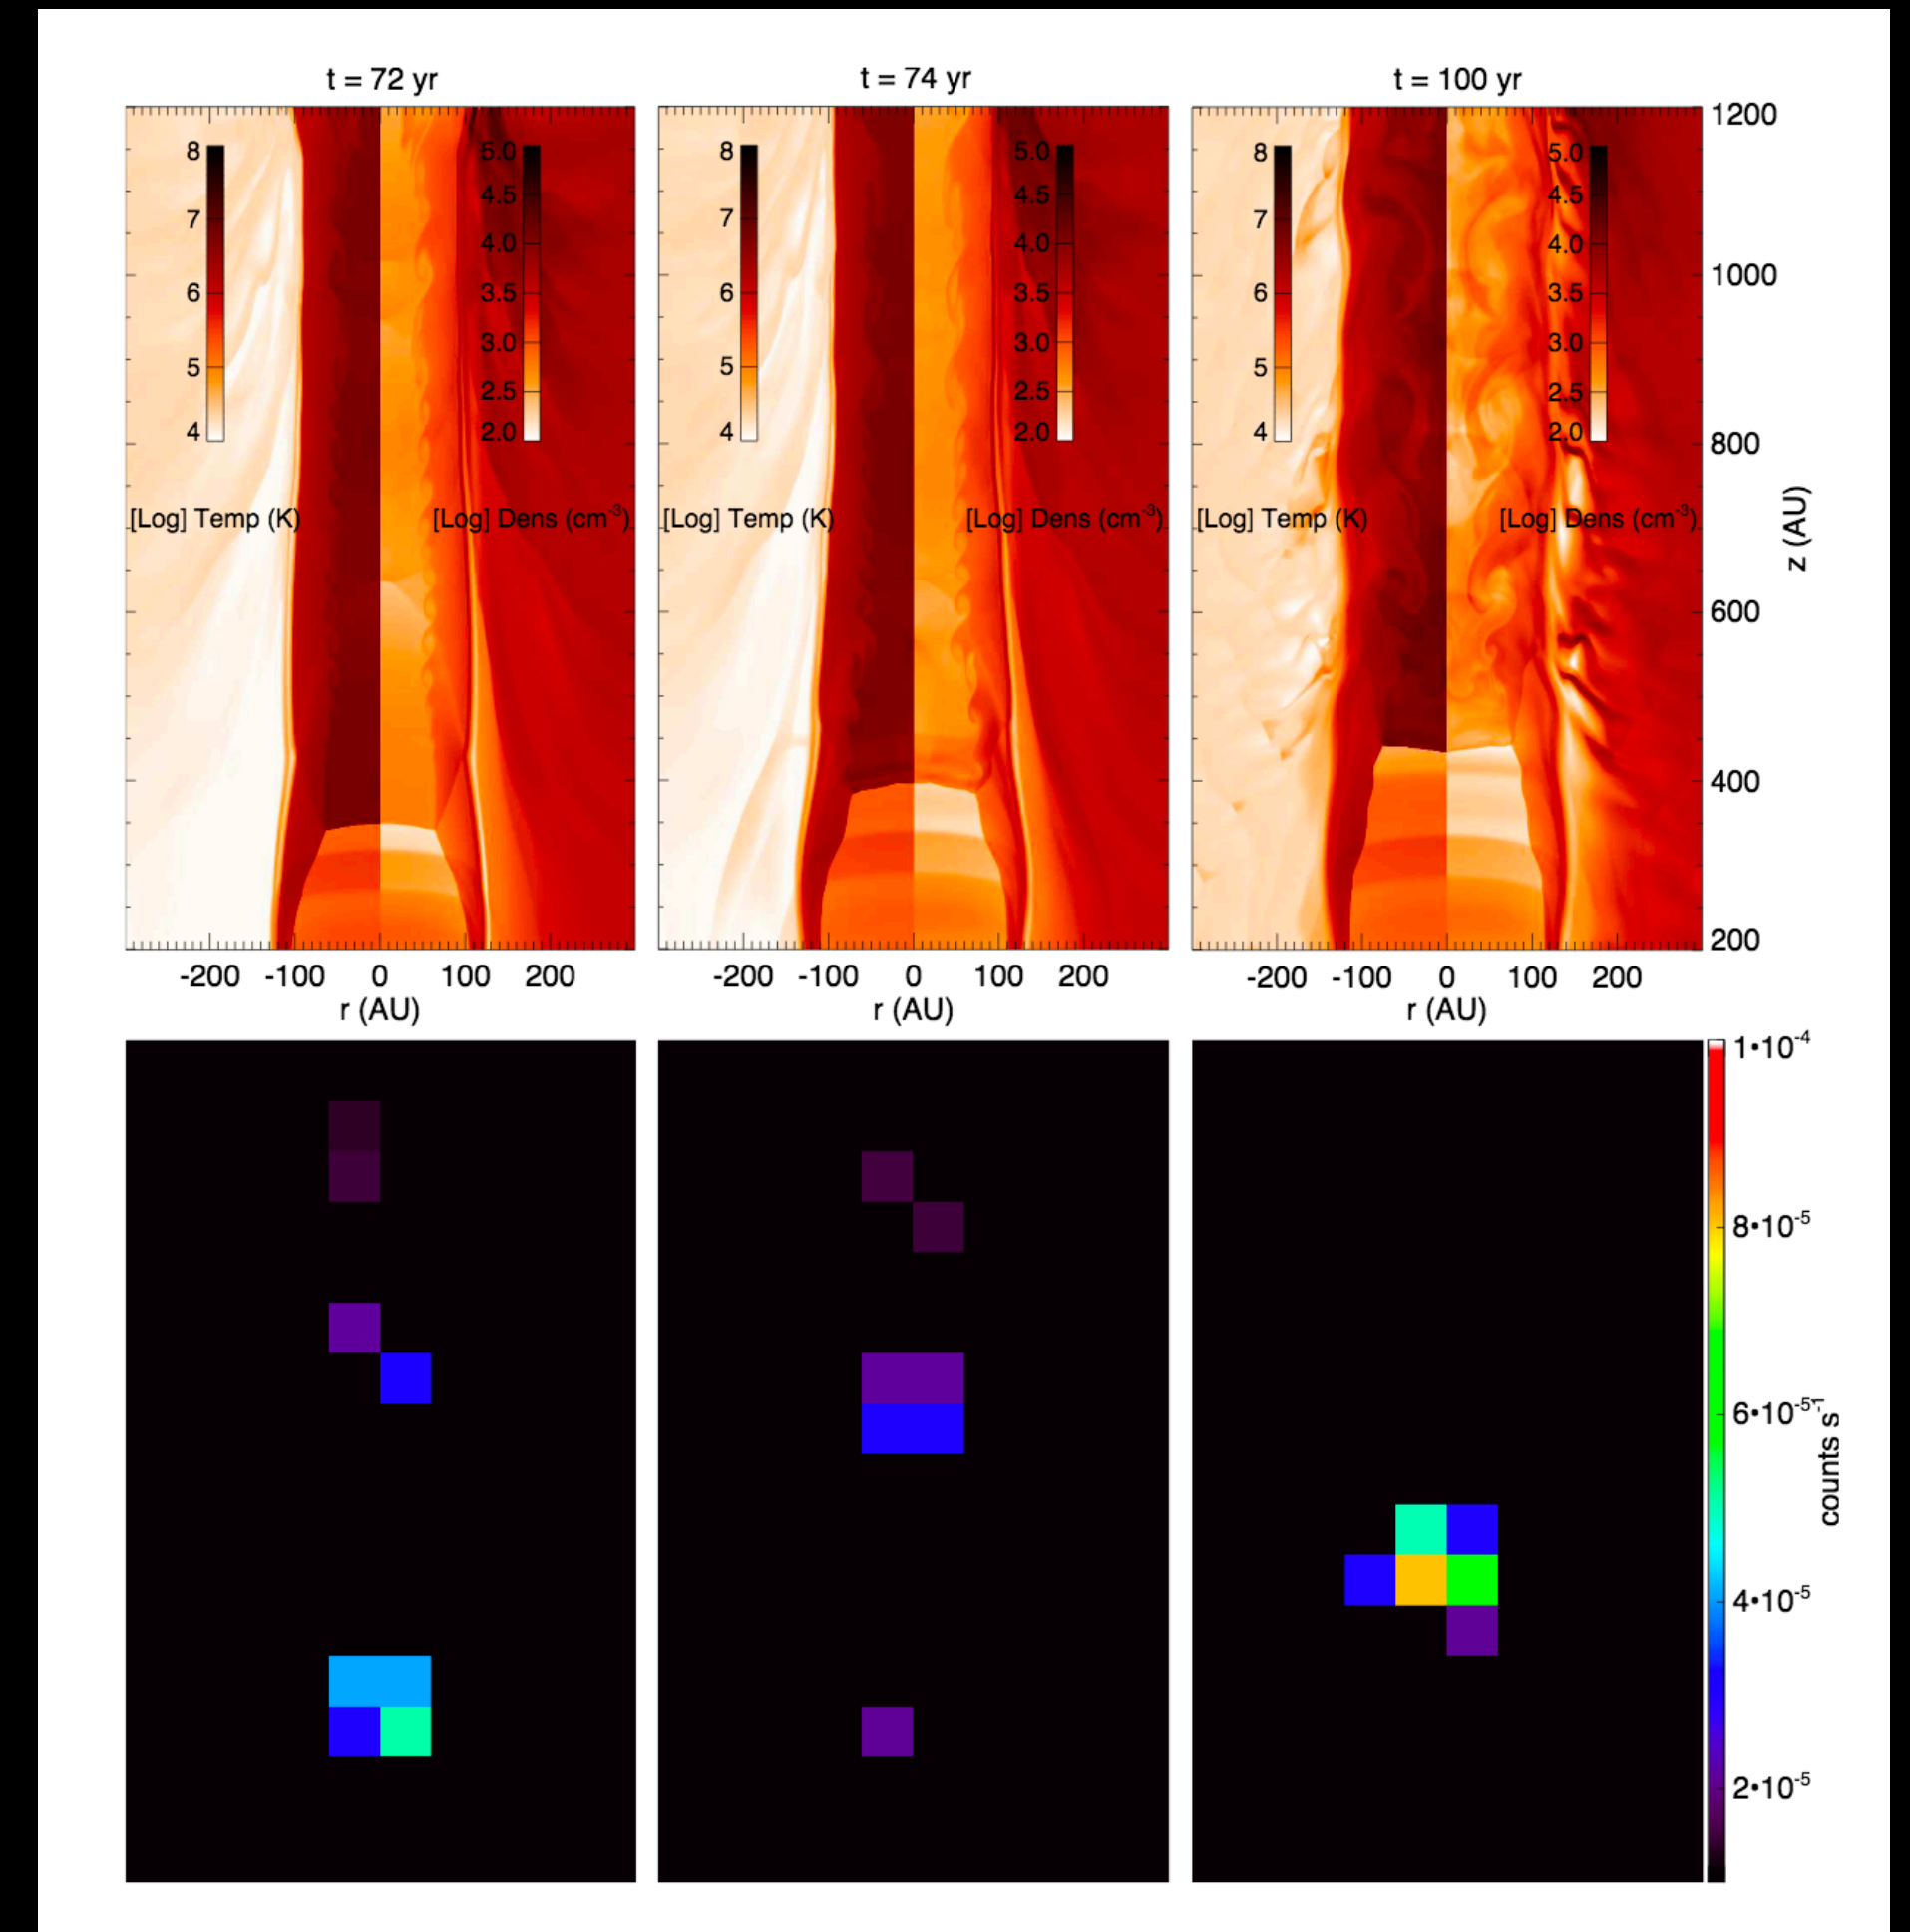 t = 72 yr
t = 74 yr
t = 100 yr
8
7
6
5
4
5.0
4.5
4.0
3.5
3.0
2.5
2.0
[Log] Temp (K)
[Log] Dens (cm⁻³)
8
7
6
5
4
5.0
4.5
4.0
3.5
3.0
2.5
2.0
[Log] Temp (K)
[Log] Dens (cm⁻³)
8
7
6
5
4
5.0
4.5
4.0
3.5
3.0
2.5
2.0
[Log] Temp (K)
[Log] Dens (cm⁻³)
1200
1000
800
600
400
200
z (AU)
-200 -100 0 100 200
r (AU)
-200 -100 0 100 200
r (AU)
-200 -100 0 100 200
r (AU)
1•10⁻⁴
8•10⁻⁵
6•10⁻⁵
4•10⁻⁵
2•10⁻⁵
counts s⁻¹